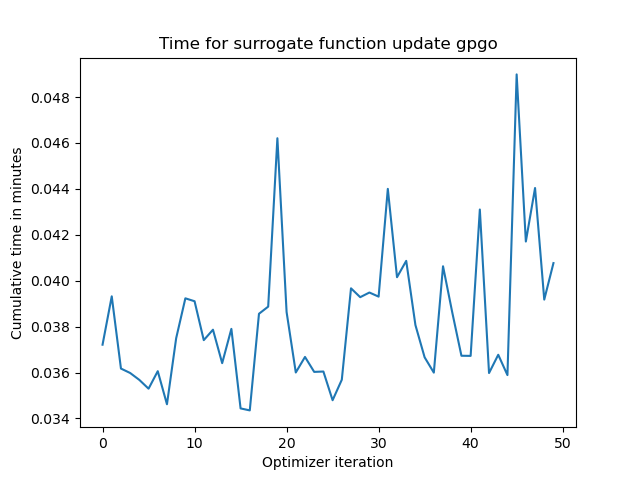 Time for surrogate function update gpgo
Cumulative time in minutes
0.048
0.046
0.044
0.042
0.040
0.038
0.036
0.034
0 10 20 30 40 50
Optimizer iteration